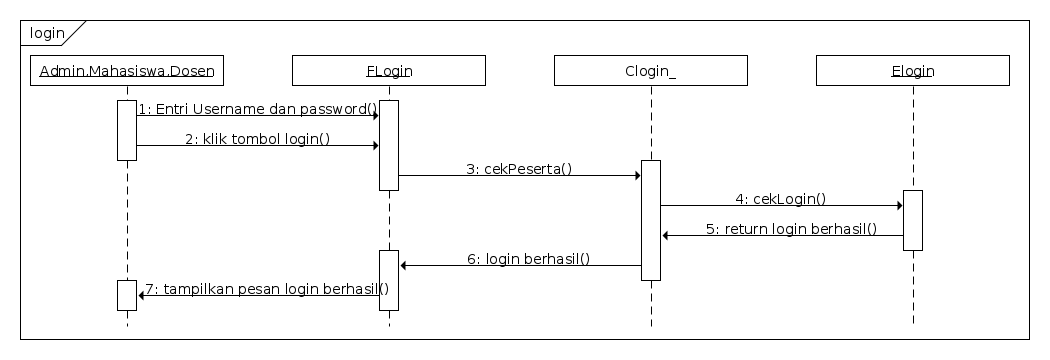 login
Admin.Mahasiswa.Dosen
FLogin
Clogin_
Elogin
1: Entri Username dan password()
2: klik tombol login()
3: cekPeserta()
4: cekLogin()
5: return login berhasil()
6: login berhasil()
7: tampilkan pesan login berhasil()